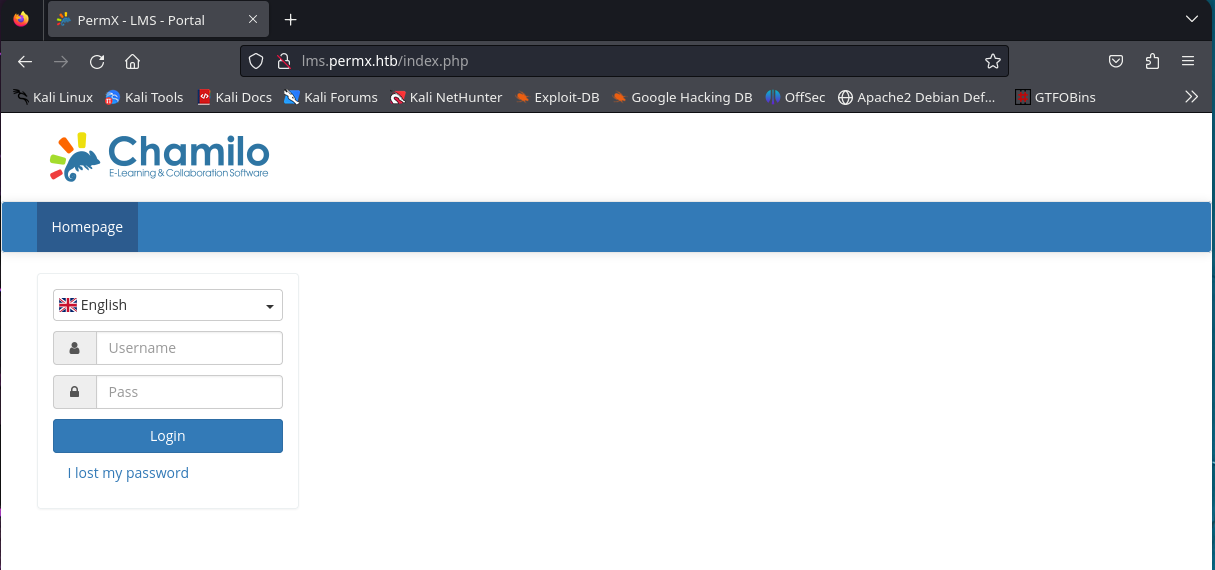 PermX - LMS - Portal
lms.permx.htb/index.php
Kali Linux Kali Tools Kali Docs Kali Forums Kali NetHunter Exploit-DB Google Hacking DB OffSec Apache2 Debian Def... GTFOBins
Chamilo
E-Learning & Collaboration Software
Homepage
English
Username
Pass
Login
I lost my password